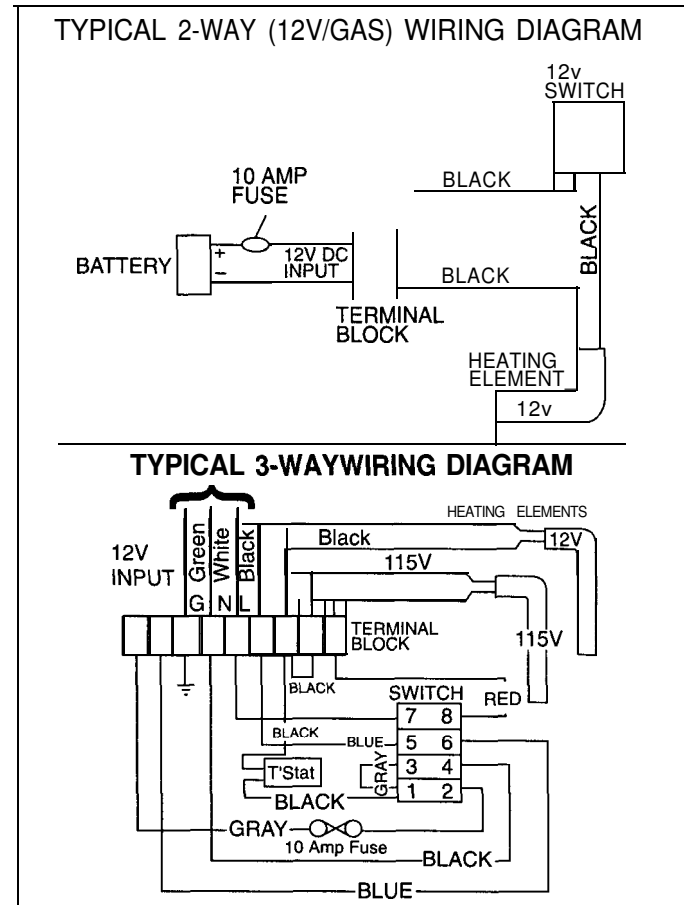 TYPICAL 2-WAY (12V/GAS) WIRING DIAGRAM
12v
SWITCH
BLACK
10 AMP
FUSE
BLACK
BATTERY
+
−
12V DC
INPUT
BLACK
TERMINAL
BLOCK
HEATING
ELEMENT
12v
TYPICAL 3-WAYWIRING DIAGRAM
HEATING ELEMENTS
12V
INPUT
Green
White
Black
Black
12V
115V
G N L
TERMINAL
BLOCK
115V
BLACK
SWITCH
RED
7 8
BLACK
BLUE
5 6
T'Stat
GRAY
3 4
BLACK
1 2
GRAY
10 Amp Fuse
BLACK
BLUE